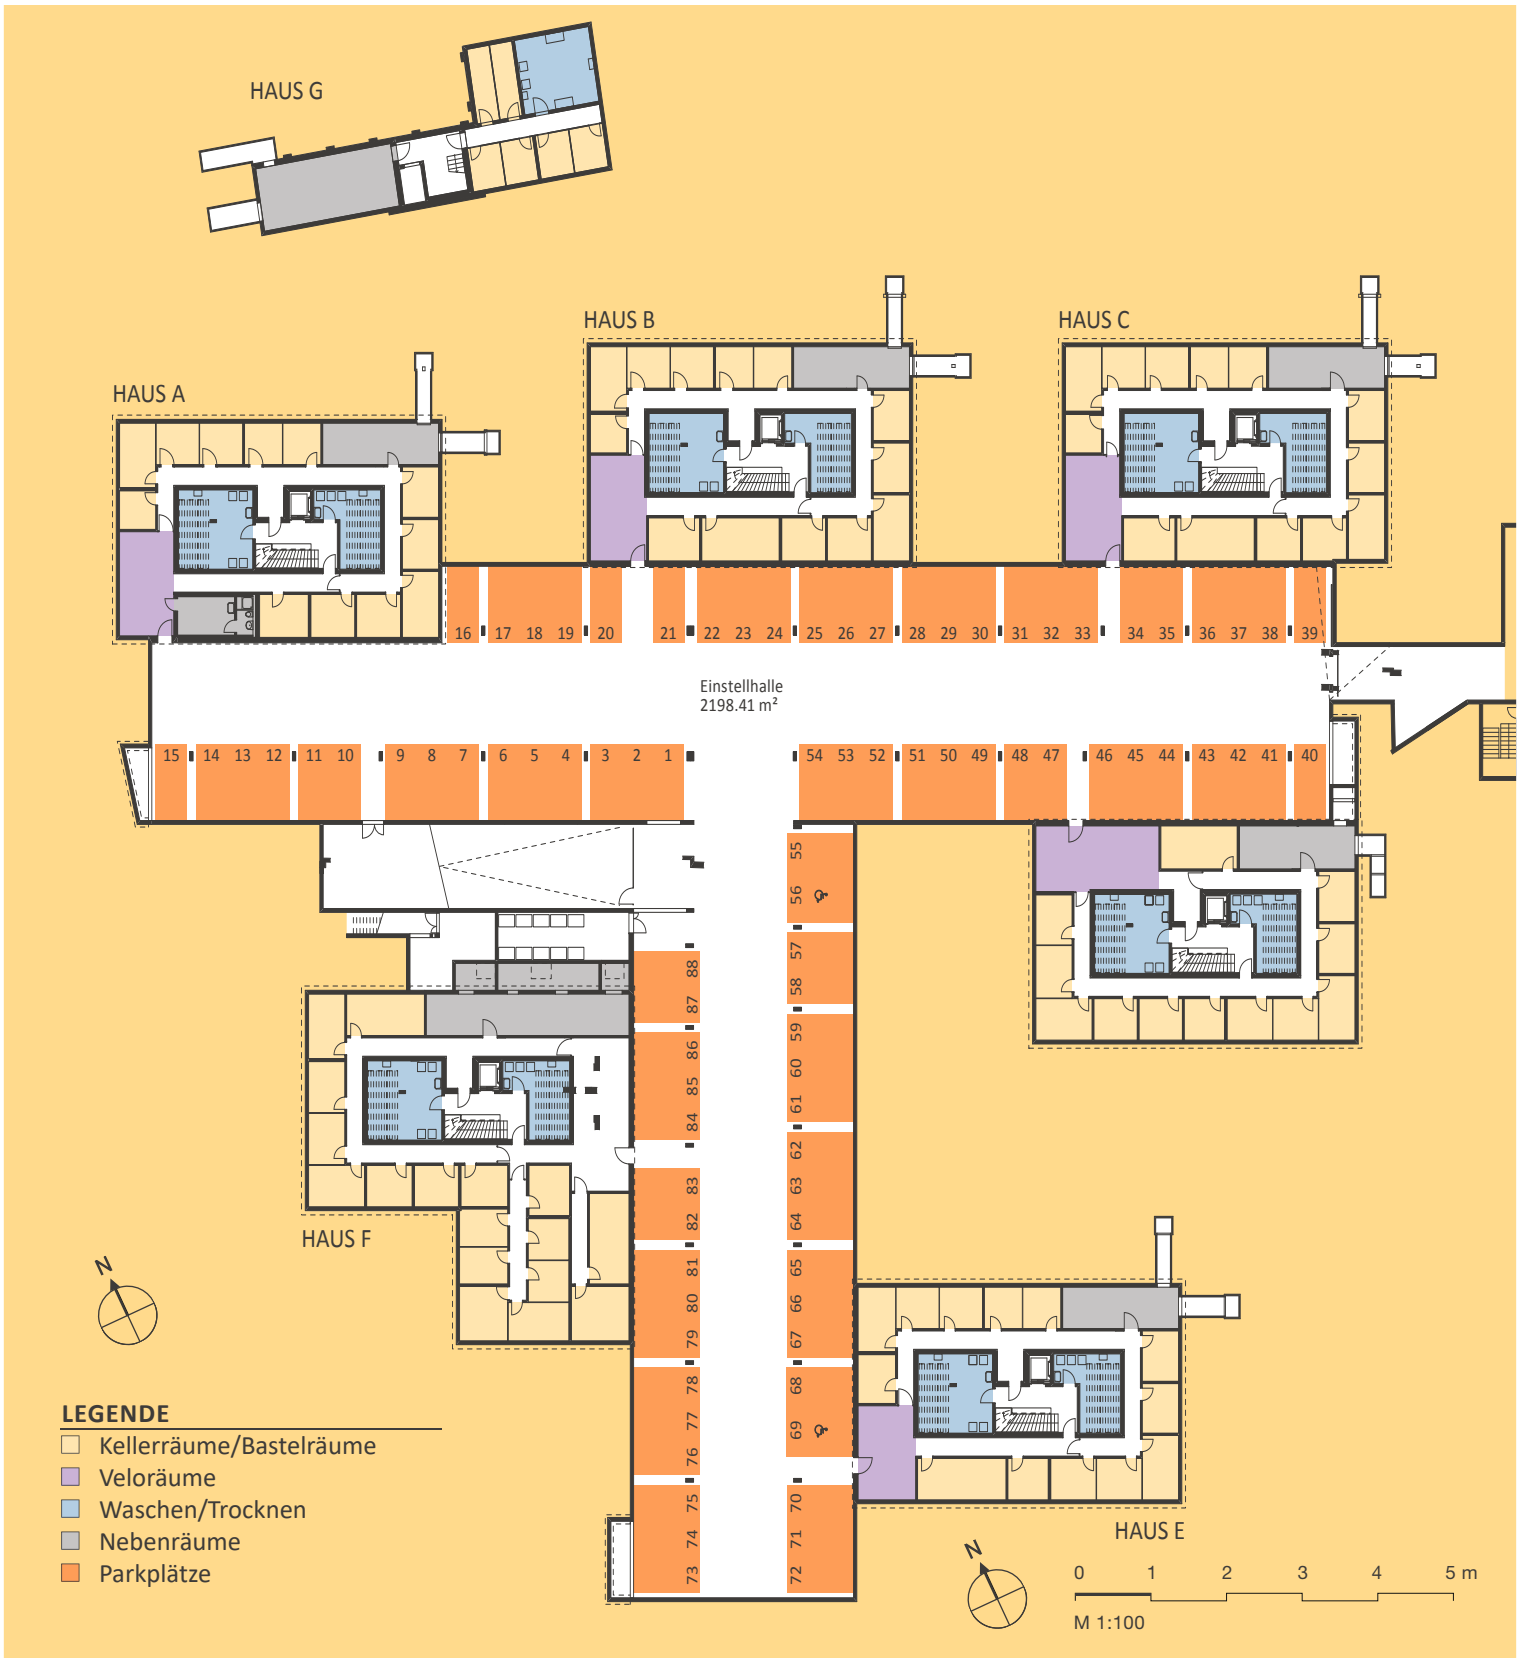 HAUS G
HAUS B
HAUS C
HAUS A
16 17 18 19 20 21 22 23 24 25 26 27 28 29 30 31 32 33 34 35 36 37 38 39
Einstellhalle
2198.41 m²
15 14 13 12 11 10 9 8 7 6 5 4 3 2 1 54 53 52 51 50 49 48 47 46 45 44 43 42 41 40
55
56
57
58
59
60
61
62
63
64
65
66
67
68
69
70
71
72
88
87
86
85
84
83
82
81
80
79
78
77
76
75
74
73
HAUS F
N
LEGENDE
Kellerräume/Bastelräume
Veloräume
Waschen/Trocknen
Nebenräume
Parkplätze
HAUS E
N
0 1 2 3 4 5 m
M 1:100